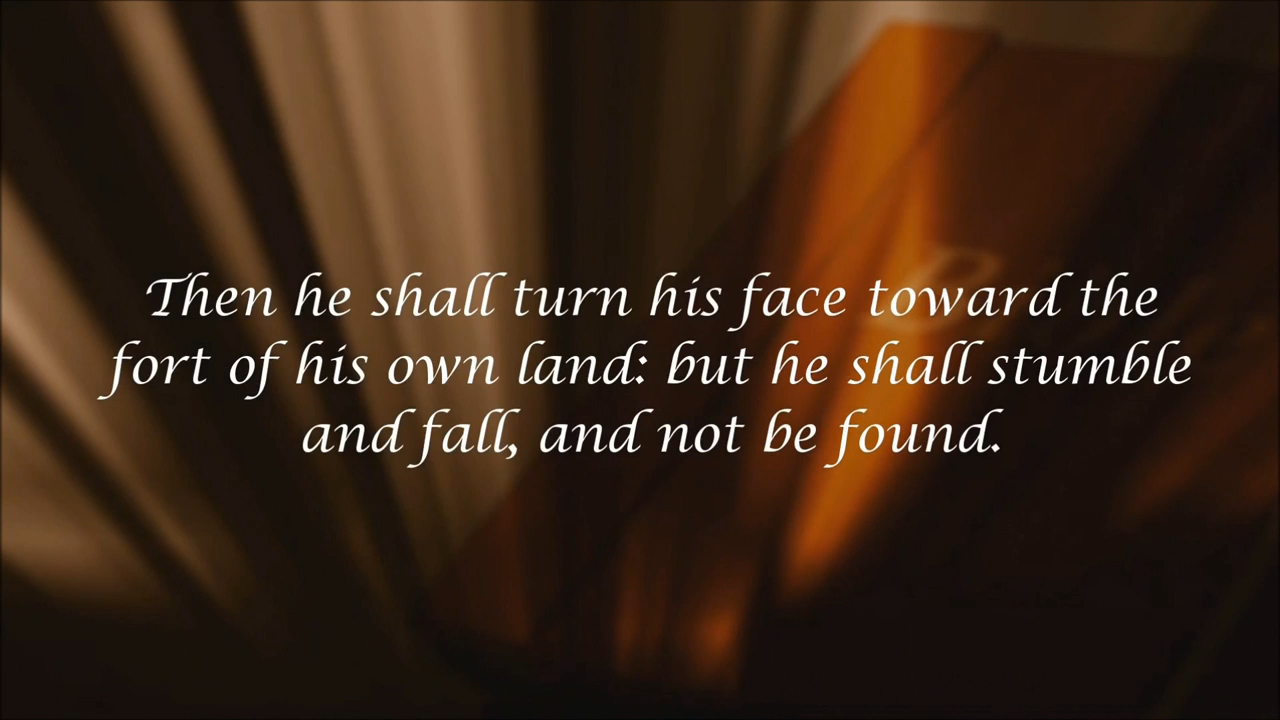 Then he shall turn his face toward the
fort of his own land: but he shall stumble
and fall, and not be found.